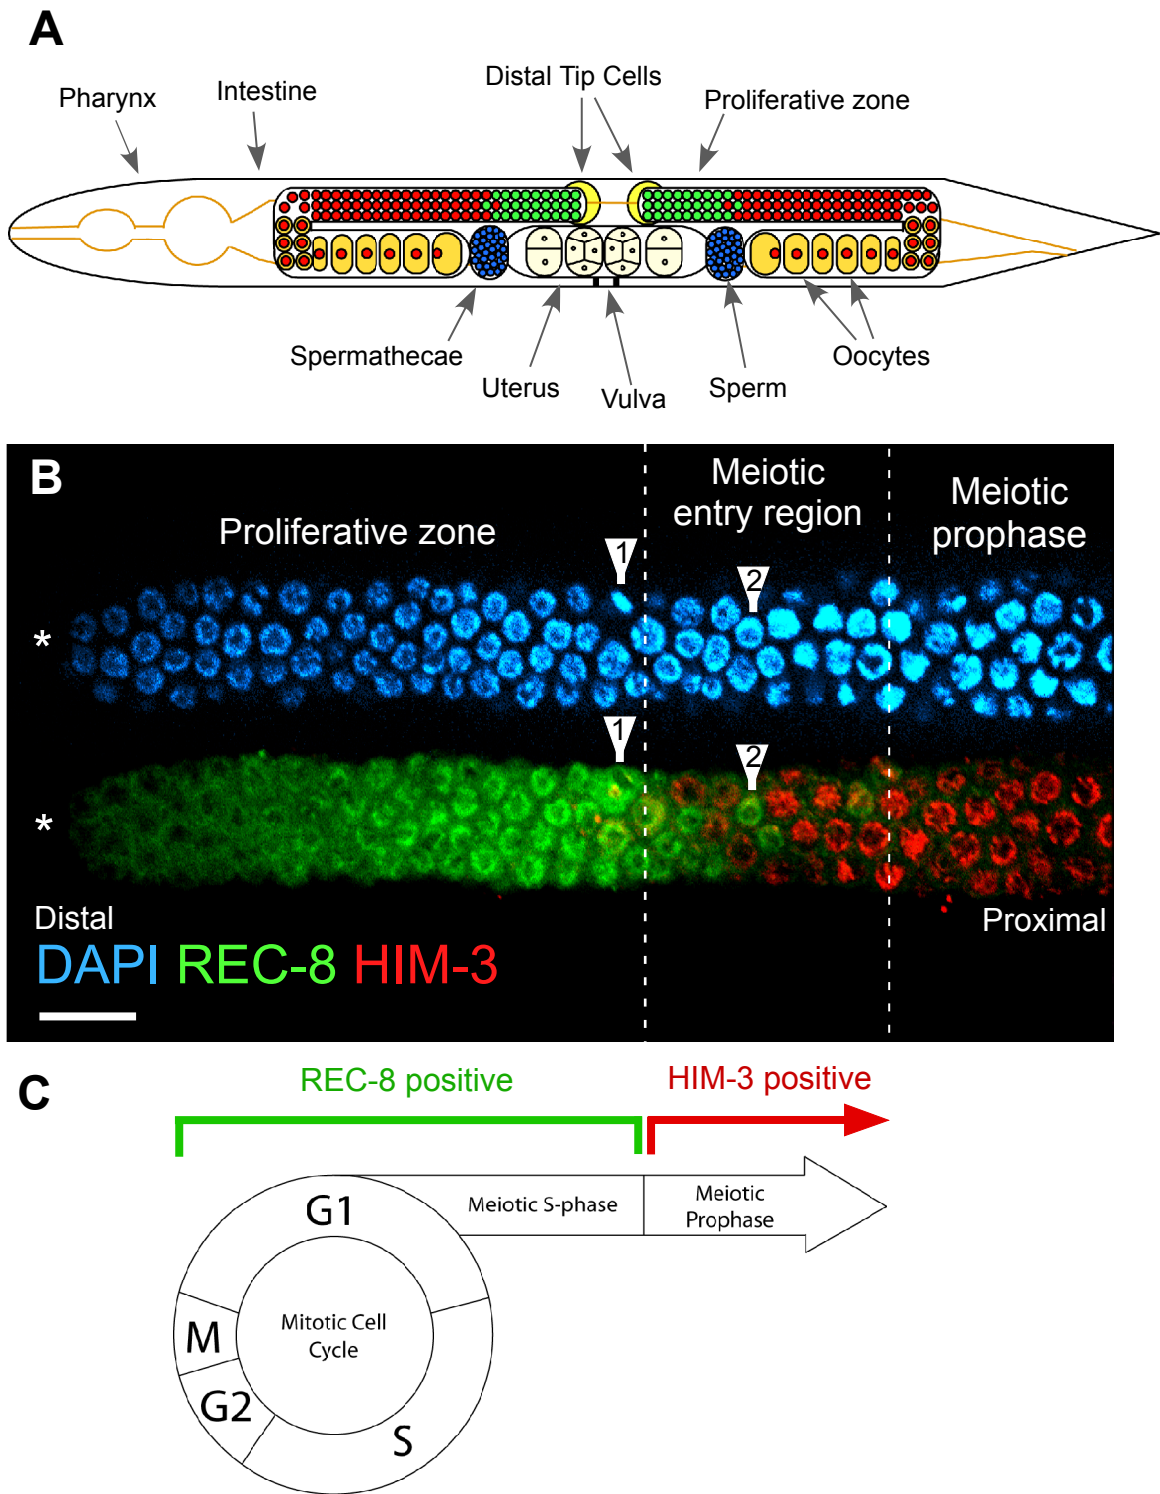 A
Pharynx
Intestine
Distal Tip Cells
Proliferative zone
Spermathecae
Uterus
Vulva
Sperm
Oocytes
B
Proliferative zone
Meiotic
entry region
Meiotic
prophase
1
2
*
1
2
*
Distal
Proximal
DAPI REC-8 HIM-3
C
REC-8 positive
HIM-3 positive
G1
Meiotic S-phase
Meiotic
Prophase
M
Mitotic Cell
Cycle
G2
S